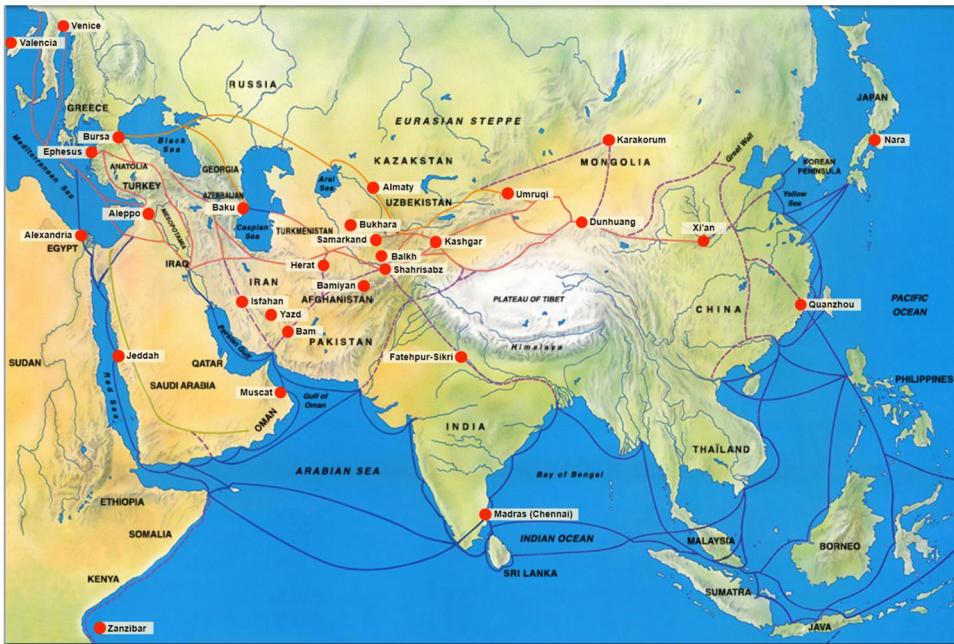 Venice
Valencia
RUSSIA
GREECE
JAPAN
EURASIAN STEPPE
Bursa
Black
Sea
Karakorum
Nara
Great Wall
Ephesus
Mediterranean Sea
ANATOLIA
TURKEY
GEORGIA
KAZAKSTAN
MONGOLIA
KOREAN
PENINSULA
Aral
Sea
Almaty
UZBEKISTAN
Umruqi
Yellow
Sea
AZERBAIJAN
Baku
Aleppo
MESOPOTAMIA
Caspian
Sea
TURKMENISTAN
Bukhara
Dunhuang
Xi'an
Alexandria
EGYPT
Samarkand
Kashgar
Balkh
IRAQ
Herat
Shahrisabz
IRAN
Bamiyan
AFGHANISTAN
PLATEAU OF TIBET
CHINA
Quanzhou
PACIFIC
OCEAN
Isfahan
Yazd
Bam
PAKISTAN
Himalaya
Persian Gulf
SUDAN
Jeddah
QATAR
Fatehpur-Sikri
SAUDI ARABIA
Red Sea
Muscat
Gulf of
Oman
OMAN
PHILIPPINES
INDIA
THAÏLAND
ARABIAN SEA
Bay of Bengal
ETHIOPIA
Madras (Chennai)
SOMALIA
INDIAN OCEAN
MALAYSIA
BORNEO
SRI LANKA
KENYA
SUMATRA
Zanzibar
JAVA